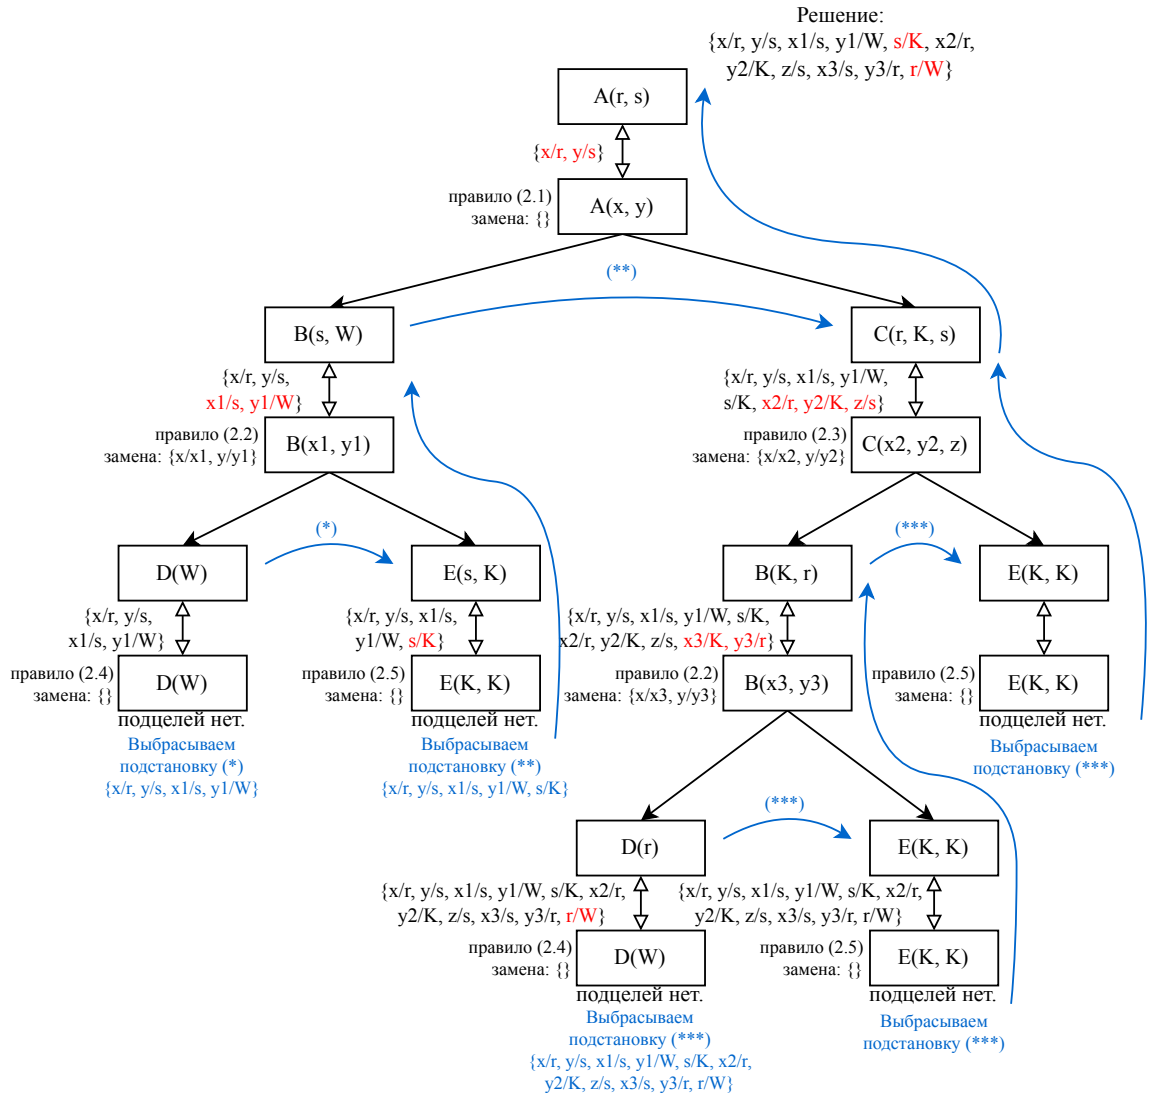 Решение:
{x/r, y/s, x1/s, y1/W, s/K, x2/r,
y2/K, z/s, x3/s, y3/r, r/W}
A(r, s)
{x/r, y/s}
правило (2.1)
замена: {}
A(x, y)
(**)
B(s, W)
C(r, K, s)
{x/r, y/s,
x1/s, y1/W}
{x/r, y/s, x1/s, y1/W,
s/K, x2/r, y2/K, z/s}
правило (2.2)
замена: {x/x1, y/y1}
B(x1, y1)
правило (2.3)
замена: {x/x2, y/y2}
C(x2, y2, z)
(*)
(***)
D(W)
E(s, K)
B(K, r)
E(K, K)
{x/r, y/s,
x1/s, y1/W}
{x/r, y/s, x1/s,
y1/W, s/K}
{x/r, y/s, x1/s, y1/W, s/K,
x2/r, y2/K, z/s, x3/K, y3/r}
правило (2.4)
замена: {}
D(W)
правило (2.5)
замена: {}
E(K, K)
правило (2.2)
замена: {x/x3, y/y3}
B(x3, y3)
правило (2.5)
замена: {}
E(K, K)
подцелей нет.
Выбрасываем
подстановку (*)
{x/r, y/s, x1/s, y1/W}
подцелей нет.
Выбрасываем
подстановку (**)
{x/r, y/s, x1/s, y1/W, s/K}
подцелей нет.
Выбрасываем
подстановку (***)
(***)
D(r)
E(K, K)
{x/r, y/s, x1/s, y1/W, s/K, x2/r,
y2/K, z/s, x3/s, y3/r, r/W}
{x/r, y/s, x1/s, y1/W, s/K, x2/r,
y2/K, z/s, x3/s, y3/r, r/W}
правило (2.4)
замена: {}
D(W)
правило (2.5)
замена: {}
E(K, K)
подцелей нет.
Выбрасываем
подстановку (***)
{x/r, y/s, x1/s, y1/W, s/K, x2/r,
y2/K, z/s, x3/s, y3/r, r/W}
подцелей нет.
Выбрасываем
подстановку (***)